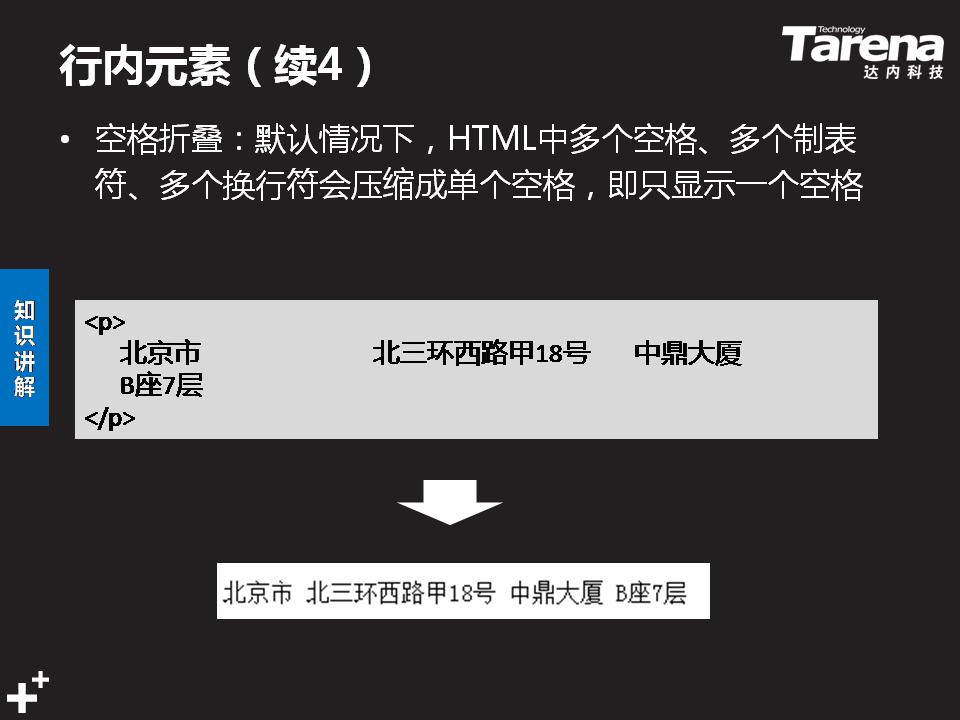 行内元素（续4）
Technology
Tarena
达内科技
• 空格折叠：默认情况下，HTML中多个空格、多个制表
符、多个换行符会压缩成单个空格，即只显示一个空格
知识讲解
<p>
北京市 北三环西路甲18号 中鼎大厦
B座7层
</p>
北京市 北三环西路甲18号 中鼎大厦 B座7层